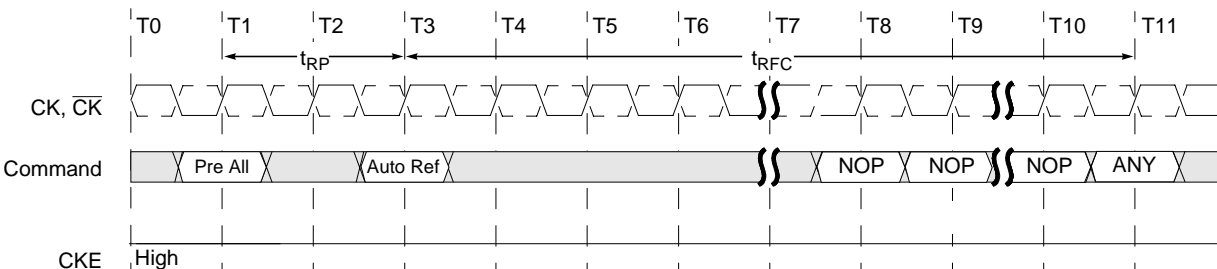 T0 T1 T2 T3 T4 T5 T6 T7 T8 T9 T10 T11
tRP tRFC
CK, C̅K̅
Command Pre All Auto Ref NOP NOP NOP ANY
CKE High